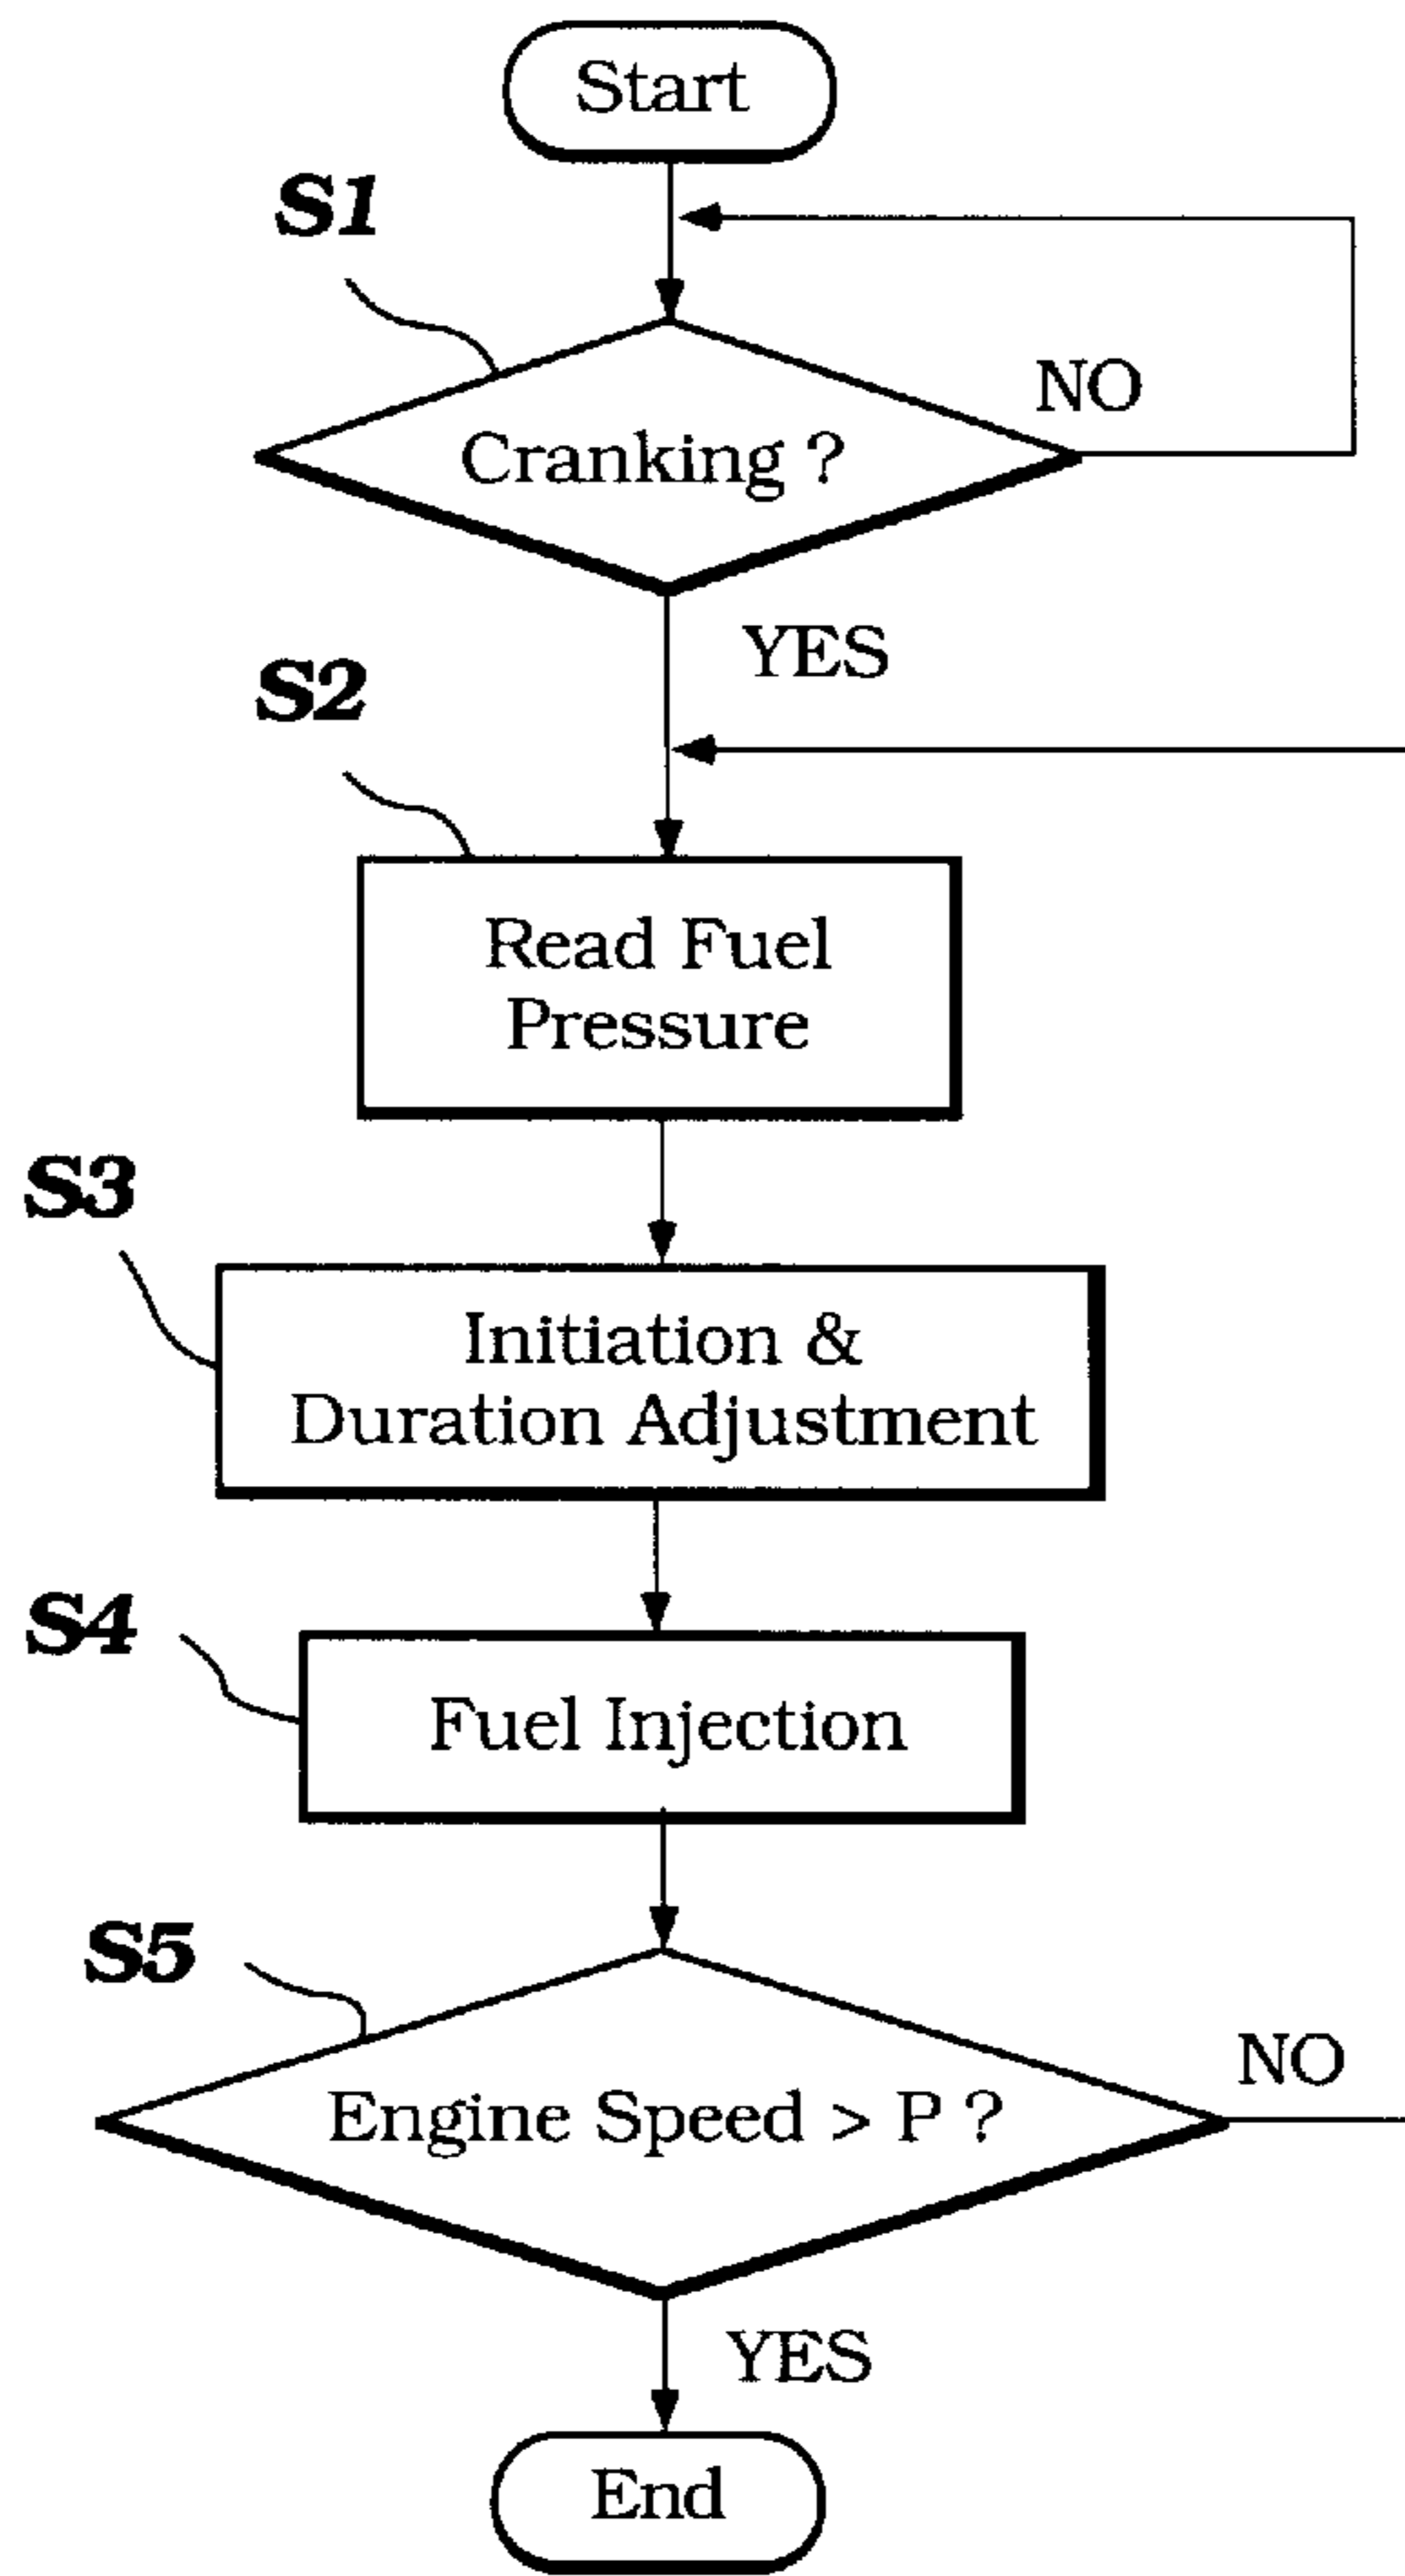 Start
S1
NO
Cranking ?
YES
S2
Read Fuel
Pressure
S3
Initiation &
Duration Adjustment
S4
Fuel Injection
S5
NO
Engine Speed > P ?
YES
End